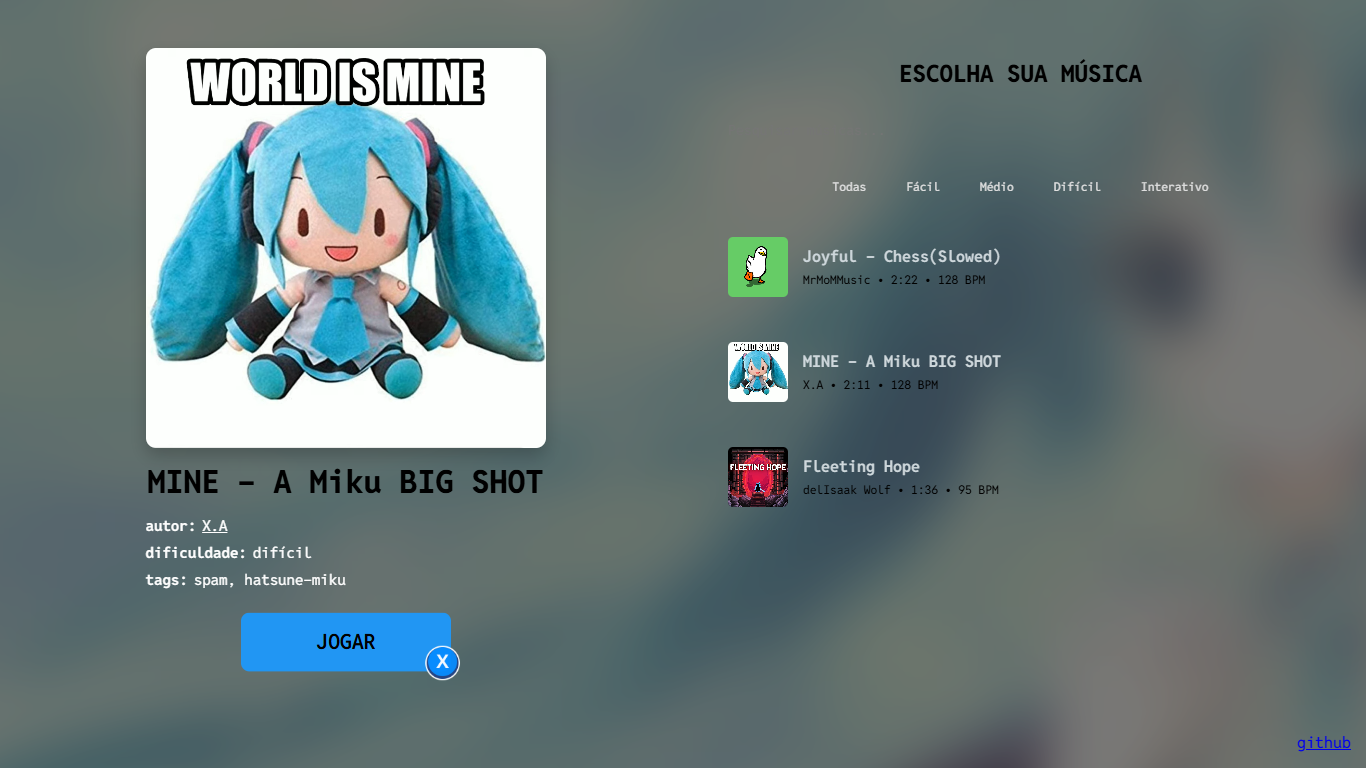 WORLD IS MINE
MINE - A Miku BIG SHOT
autor: X.A
dificuldade: difícil
tags: spam, hatsune-miku
JOGAR
X
ESCOLHA SUA MÚSICA
Todas Fácil Médio Difícil Interativo
Joyful - Chess(Slowed)
MrMoMMusic • 2:22 • 128 BPM
WORLD IS MINE
MINE - A Miku BIG SHOT
X.A • 2:11 • 128 BPM
FLEETING HOPE
Fleeting Hope
delIsaak Wolf • 1:36 • 95 BPM
github